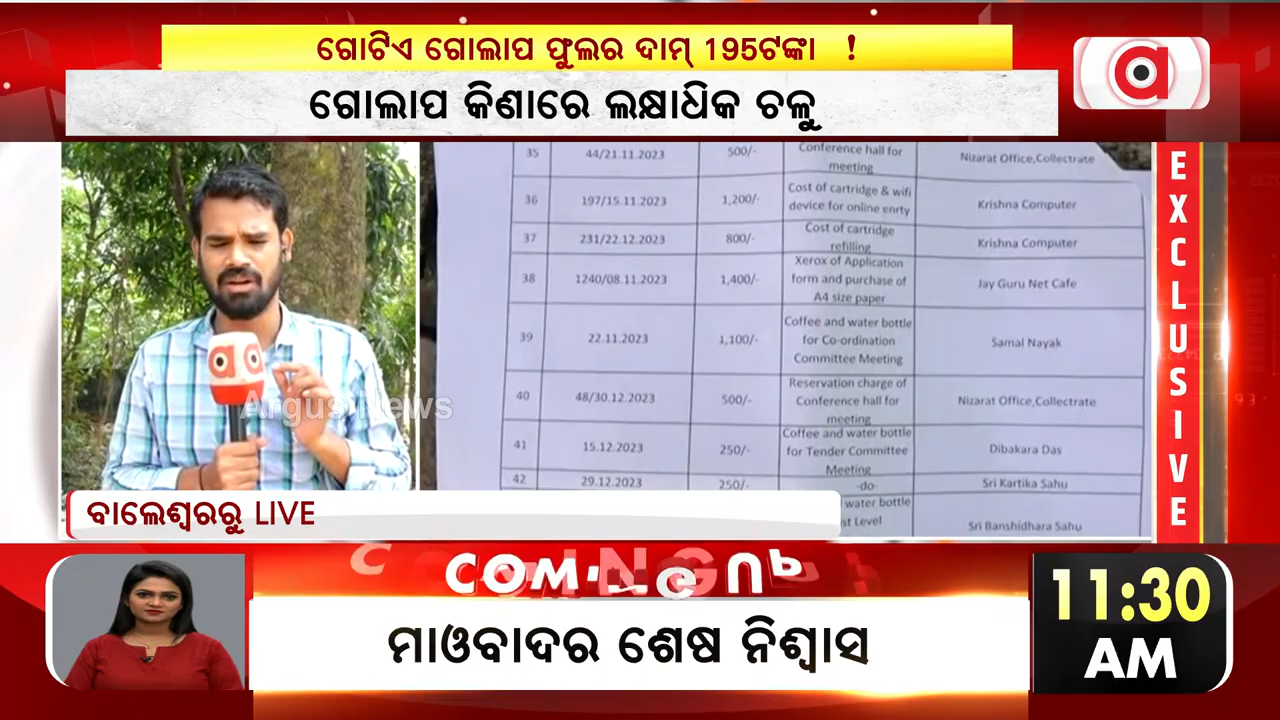 ଗୋଟିଏ ଗୋଲାପ ଫୁଲର ଦାମ୍ 195ଟଙ୍କା !
ଗୋଲାପ କିଣାରେ ଲକ୍ଷାଧିକ ଚଳୁ
a
EXCLUSIVE
35 44/21.11.2023 500/- Conference hall for meeting Nizarat Office,Collectrate
36 197/15.11.2023 1,200/- Cost of cartridge & wifi device for online enrty Krishna Computer
37 231/22.12.2023 800/- Cost of cartridge refilling Krishna Computer
38 1240/08.11.2023 1,400/- Xerox of Application form and purchase of A4 size paper Jay Guru Net Cafe
39 22.11.2023 1,100/- Coffee and water bottle for Co-ordination Committee Meeting Samal Nayak
40 48/30.12.2023 500/- Reservation charge of Conference hall for meeting Nizarat Office,Collectrate
41 15.12.2023 250/- Coffee and water bottle for Tender Committee Meeting Dibakara Das
42 29.12.2023 250/- -do- Sri Kartika Sahu
water bottle Level Sri Banshidhara Sahu
Argus News
ବାଲେଶ୍ୱରରୁ LIVE
ମାଓବାଦର ଶେଷ ନିଶ୍ୱାସ
11:30
AM